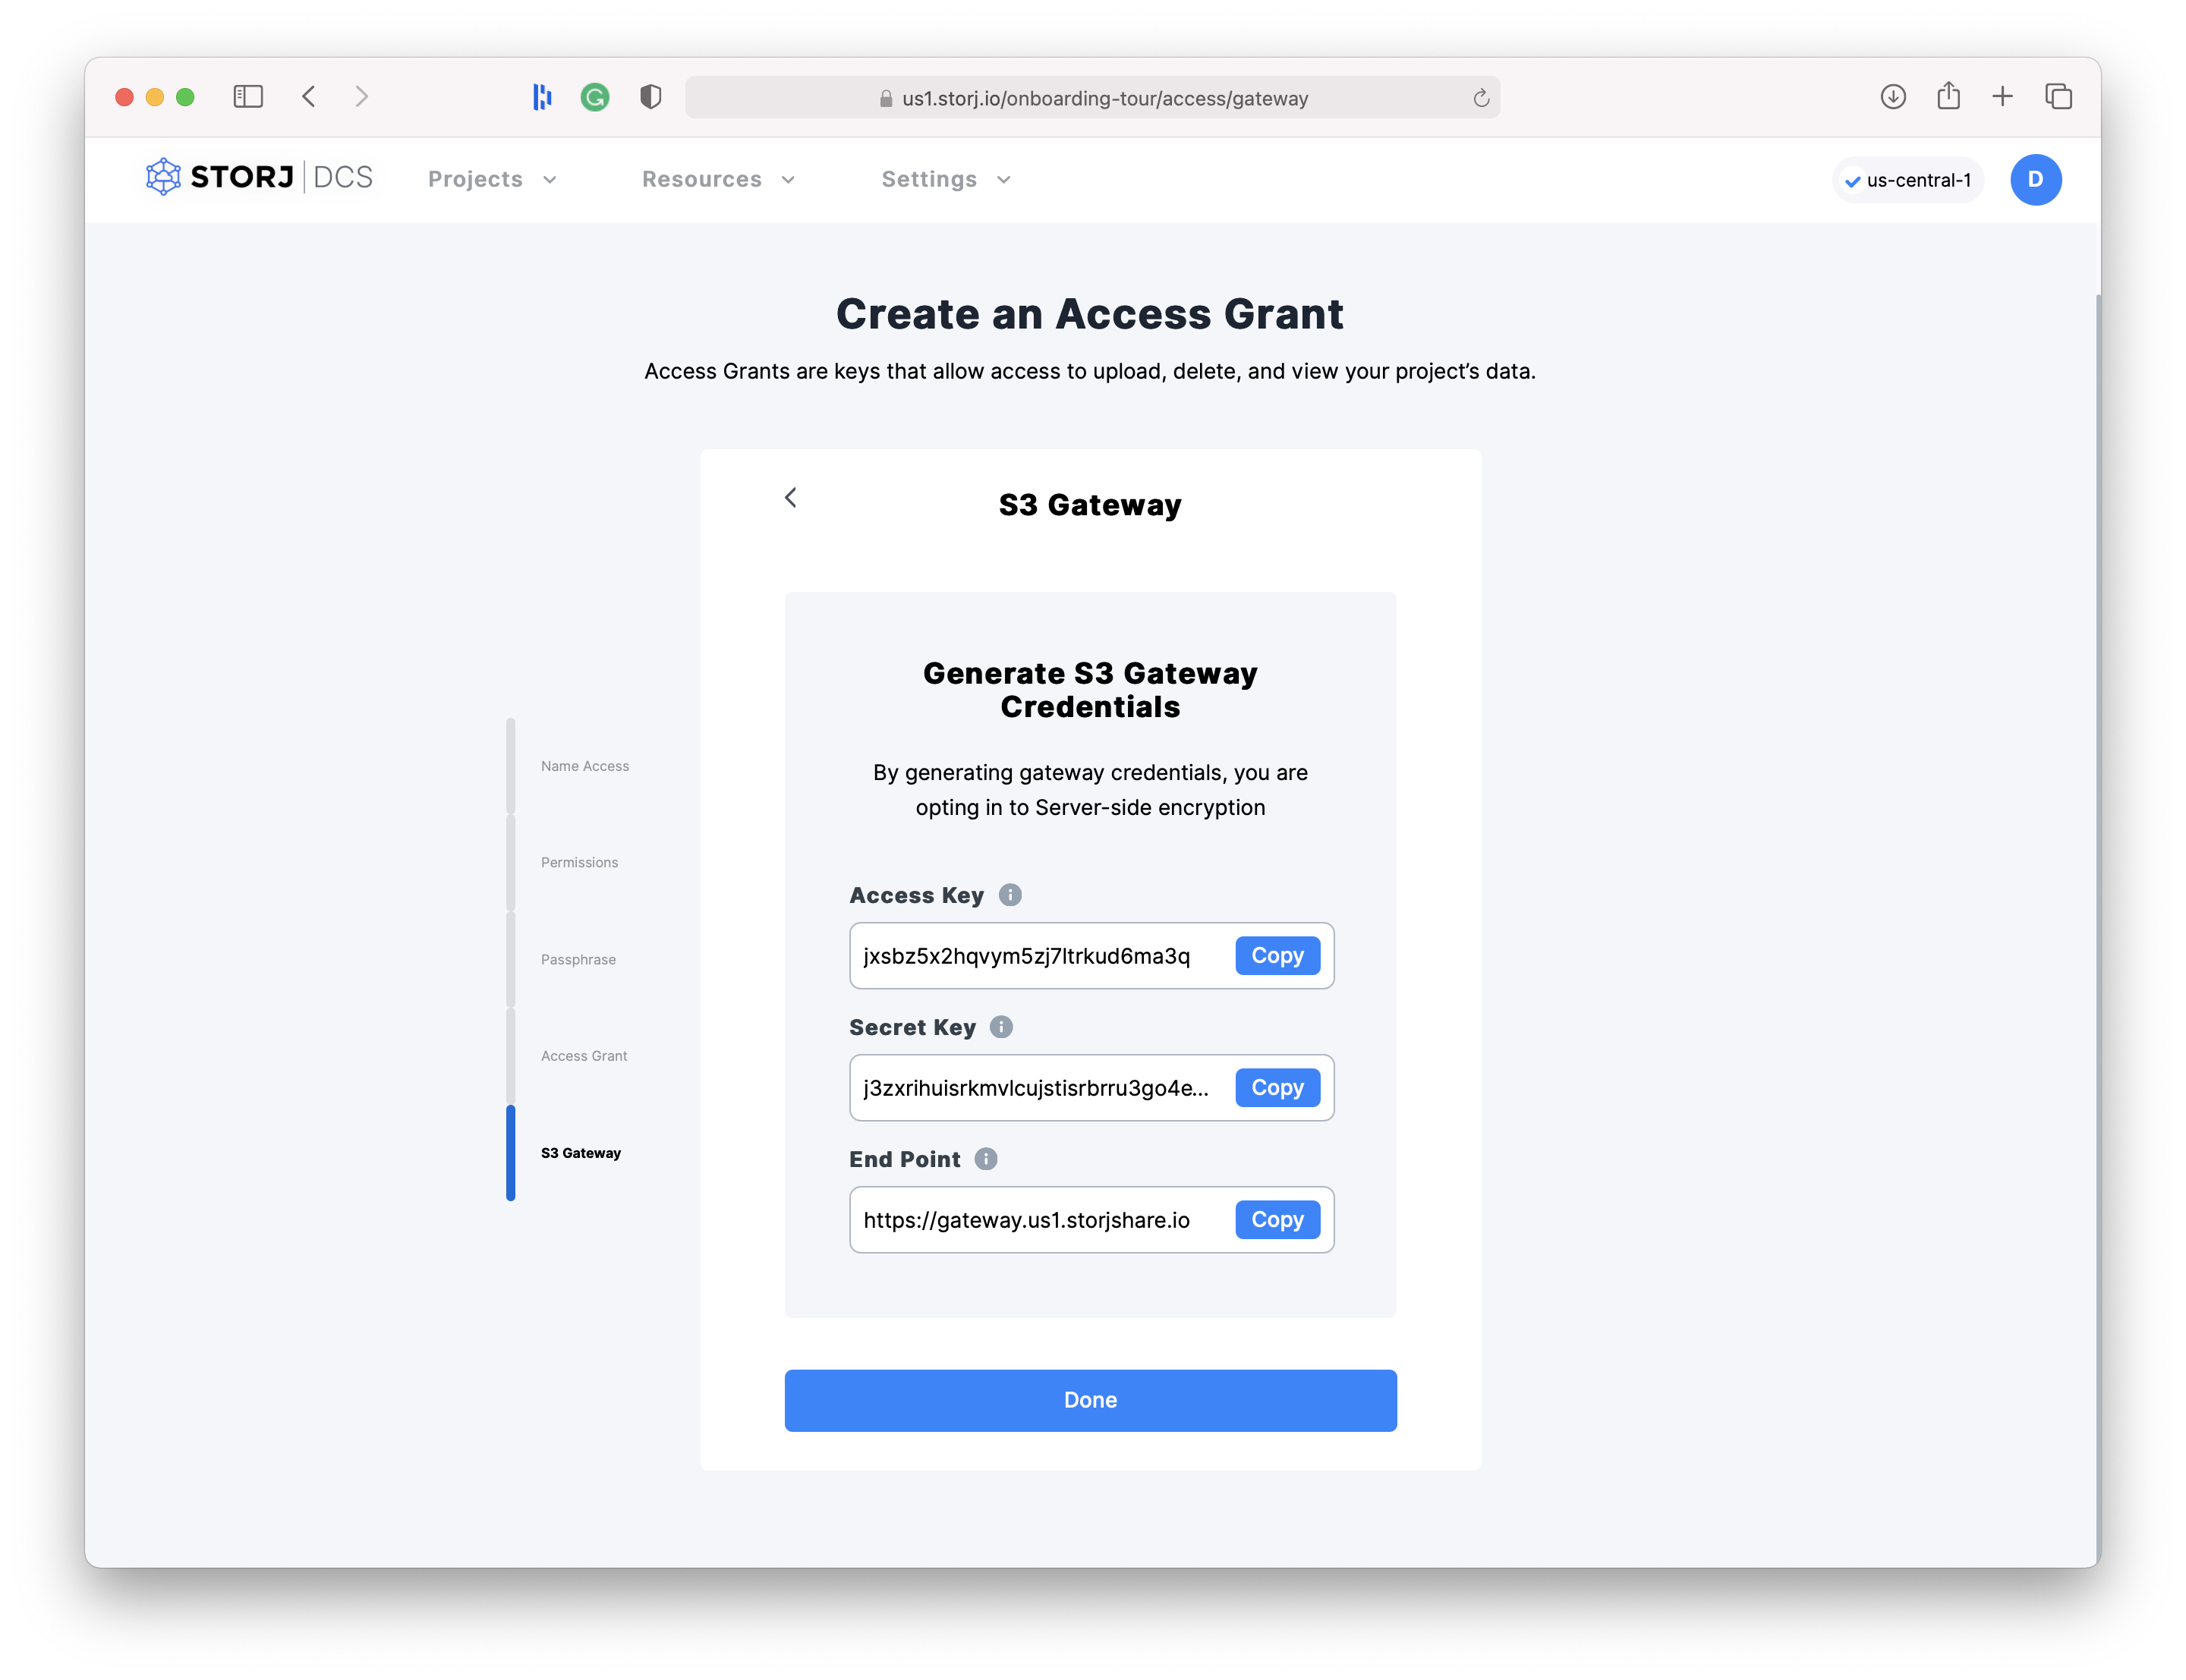 us1.storj.io/onboarding-tour/access/gateway
STORJ DCS
Projects
Resources
Settings
us-central-1
D
Create an Access Grant
Access Grants are keys that allow access to upload, delete, and view your project’s data.
S3 Gateway
Generate S3 Gateway
Credentials
By generating gateway credentials, you are
opting in to Server-side encryption
Name Access
Permissions
Passphrase
Access Grant
S3 Gateway
Access Key
jxsbz5x2hqvym5zj7ltrkud6ma3q
Copy
Secret Key
j3zxrihuisrkmvlcujstisrbrru3go4e...
Copy
End Point
https://gateway.us1.storjshare.io
Copy
Done